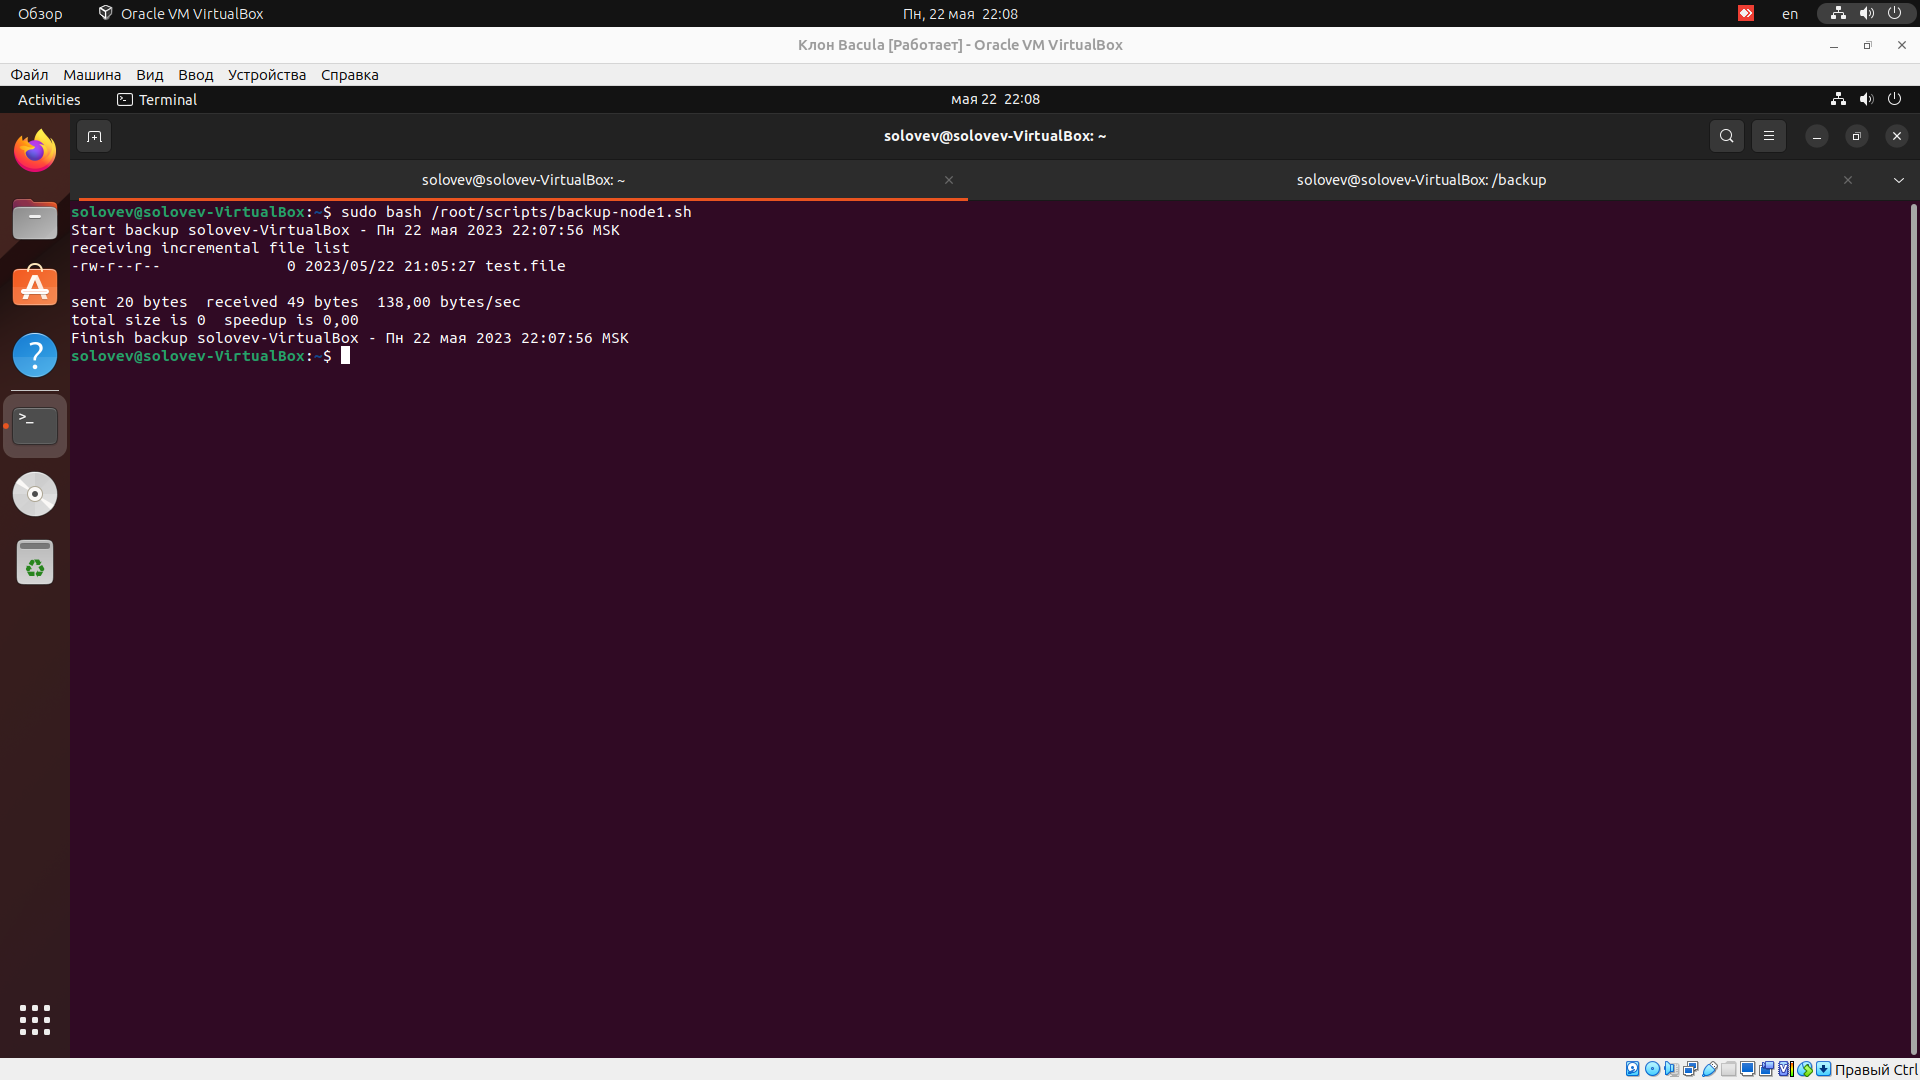 Обзор Oracle VM VirtualBox Пн, 22 мая 22:08 en
Клон Bacula [Работает] - Oracle VM VirtualBox
Файл Машина Вид Ввод Устройства Справка
Activities Terminal мая 22 22:08
solovev@solovev-VirtualBox: ~
solovev@solovev-VirtualBox: ~ solovev@solovev-VirtualBox: /backup
solovev@solovev-VirtualBox:~$ sudo bash /root/scripts/backup-node1.sh
Start backup solovev-VirtualBox - Пн 22 мая 2023 22:07:56 MSK
receiving incremental file list
-rw-r--r-- 0 2023/05/22 21:05:27 test.file
sent 20 bytes received 49 bytes 138,00 bytes/sec
total size is 0 speedup is 0,00
Finish backup solovev-VirtualBox - Пн 22 мая 2023 22:07:56 MSK
solovev@solovev-VirtualBox:~$
Правый Ctrl